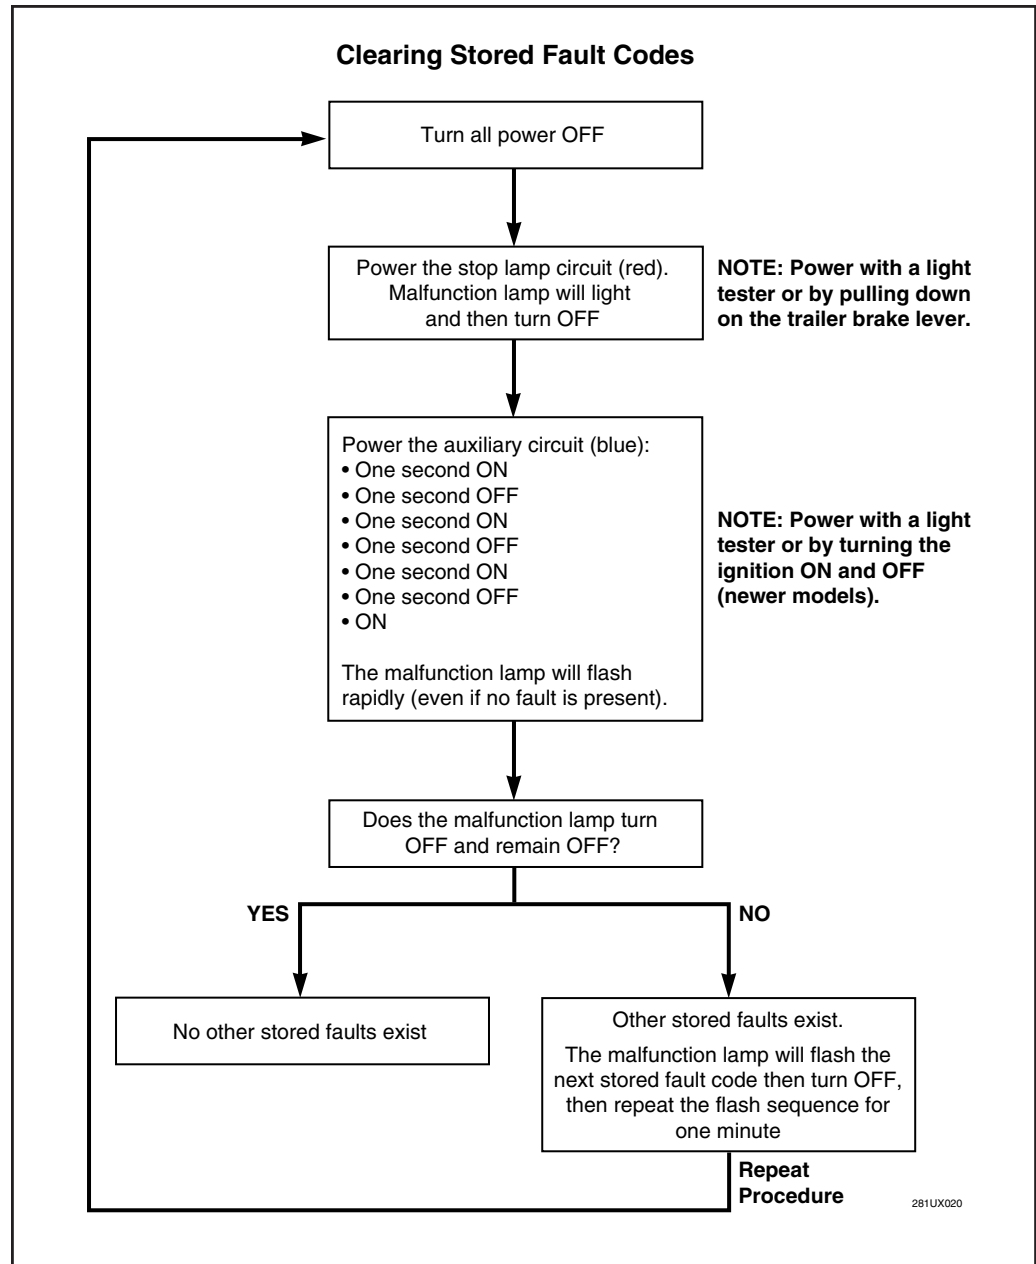 Clearing Stored Fault Codes
Turn all power OFF
Power the stop lamp circuit (red).
Malfunction lamp will light
and then turn OFF
NOTE: Power with a light
tester or by pulling down
on the trailer brake lever.
Power the auxiliary circuit (blue):
• One second ON
• One second OFF
• One second ON
• One second OFF
• One second ON
• One second OFF
• ON
The malfunction lamp will flash
rapidly (even if no fault is present).
NOTE: Power with a light
tester or by turning the
ignition ON and OFF
(newer models).
Does the malfunction lamp turn
OFF and remain OFF?
YES
NO
No other stored faults exist
Other stored faults exist.
The malfunction lamp will flash the
next stored fault code then turn OFF,
then repeat the flash sequence for
one minute
Repeat
Procedure
281UX020